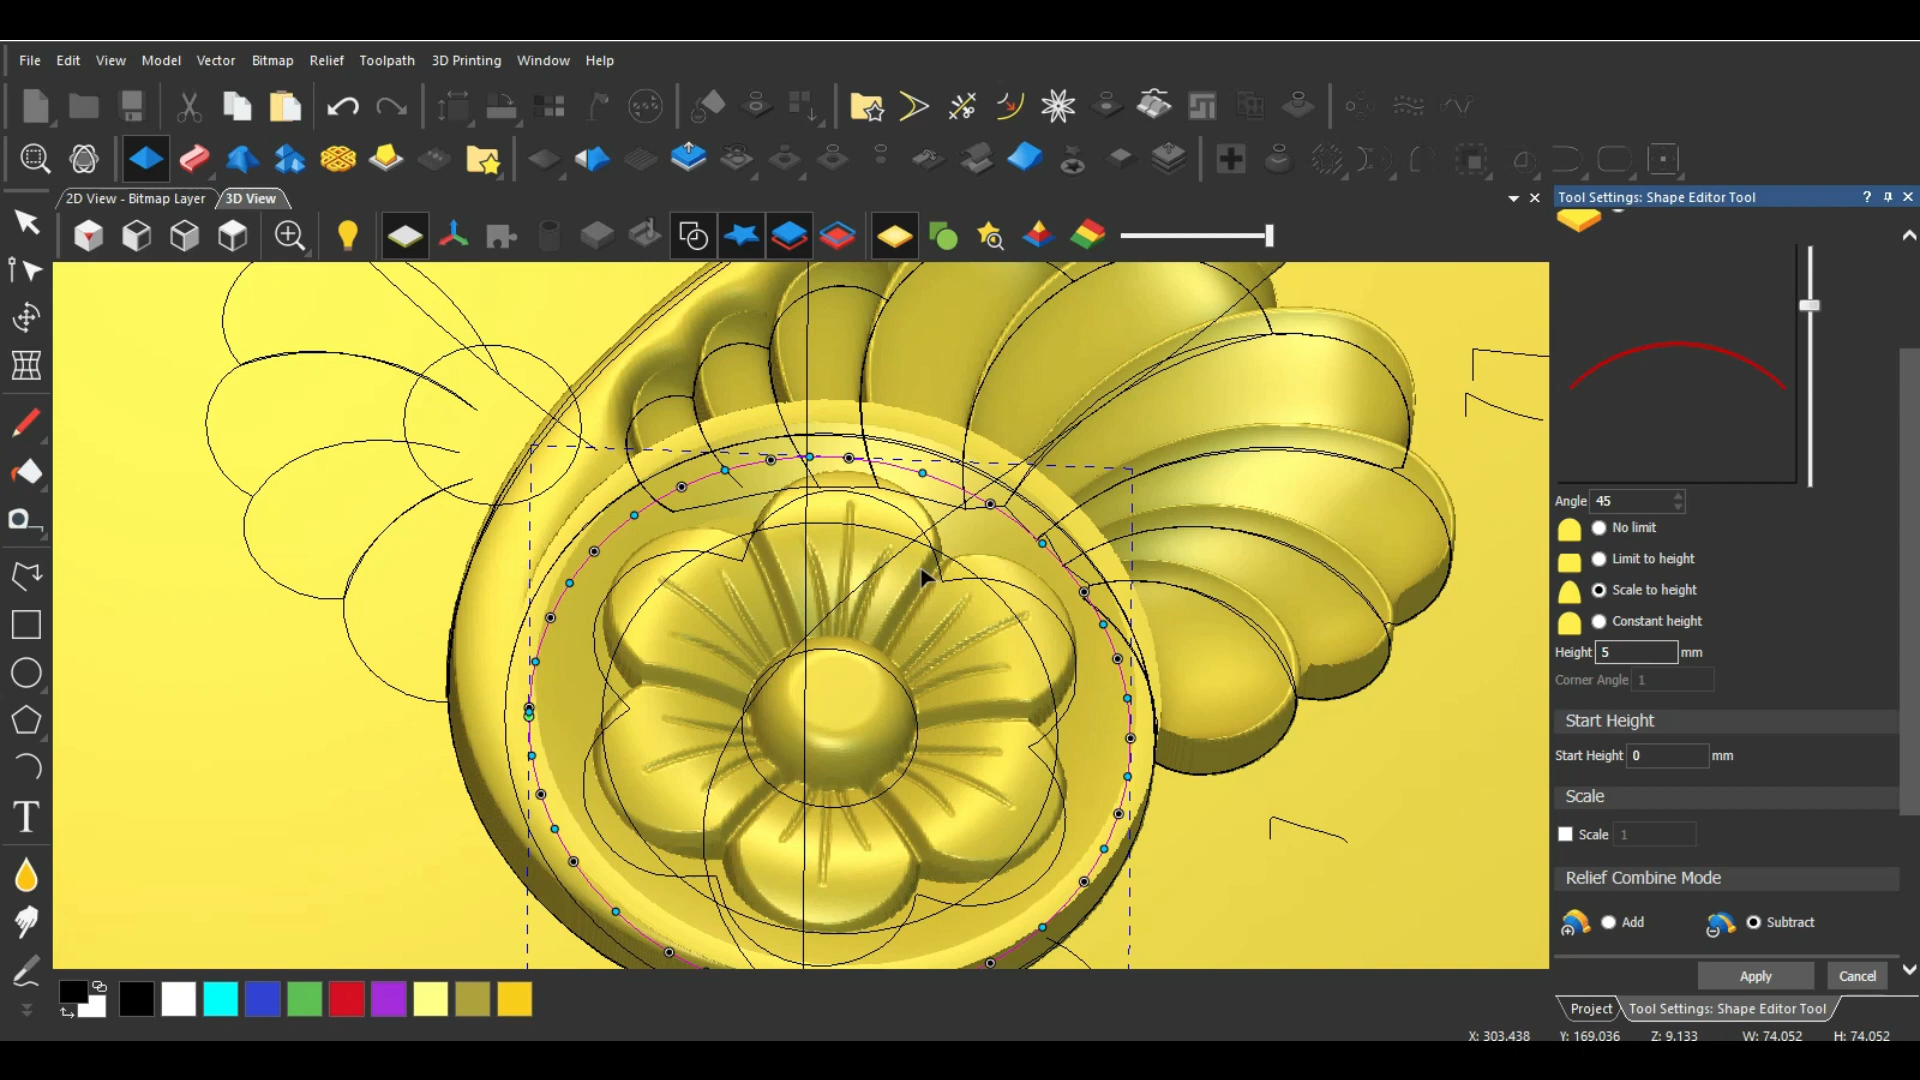 File Edit View Model Vector Bitmap Relief Toolpath 3D Printing Window Help
2D View - Bitmap Layer 3D View
Tool Settings: Shape Editor Tool
Angle 45
No limit
Limit to height
Scale to height
Constant height
Height 5 mm
Corner Angle 1
Start Height
Start Height 0 mm
Scale
Scale 1
Relief Combine Mode
Add Subtract
Apply Cancel
Project Tool Settings: Shape Editor Tool
X: 303.438 Y: 169.036 Z: 9.133 W: 74.052 H: 74.052